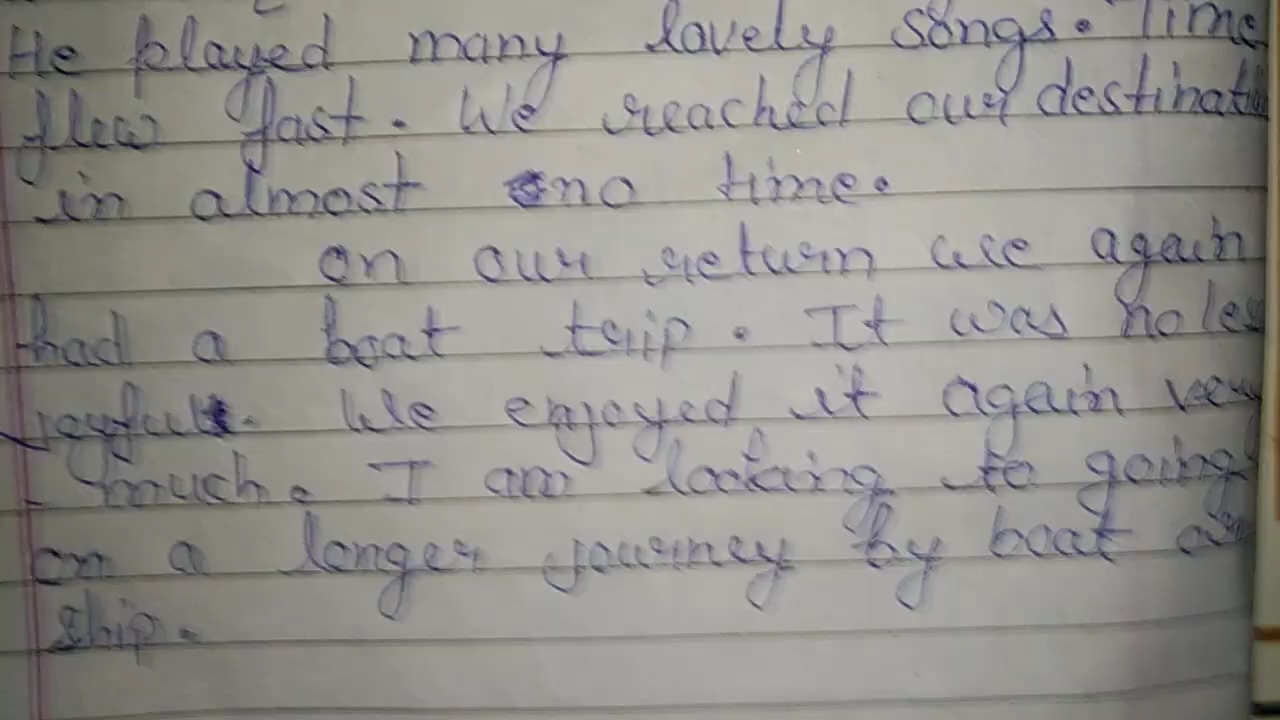 He played many lovely songs. Time
flew fast. We reached our destinati
in almost no time.
on our return we again
had a boat trip. It was no les
joyful. We enjoyed it again very
much. I am looking to going
on a longer journey by boat or
ship.